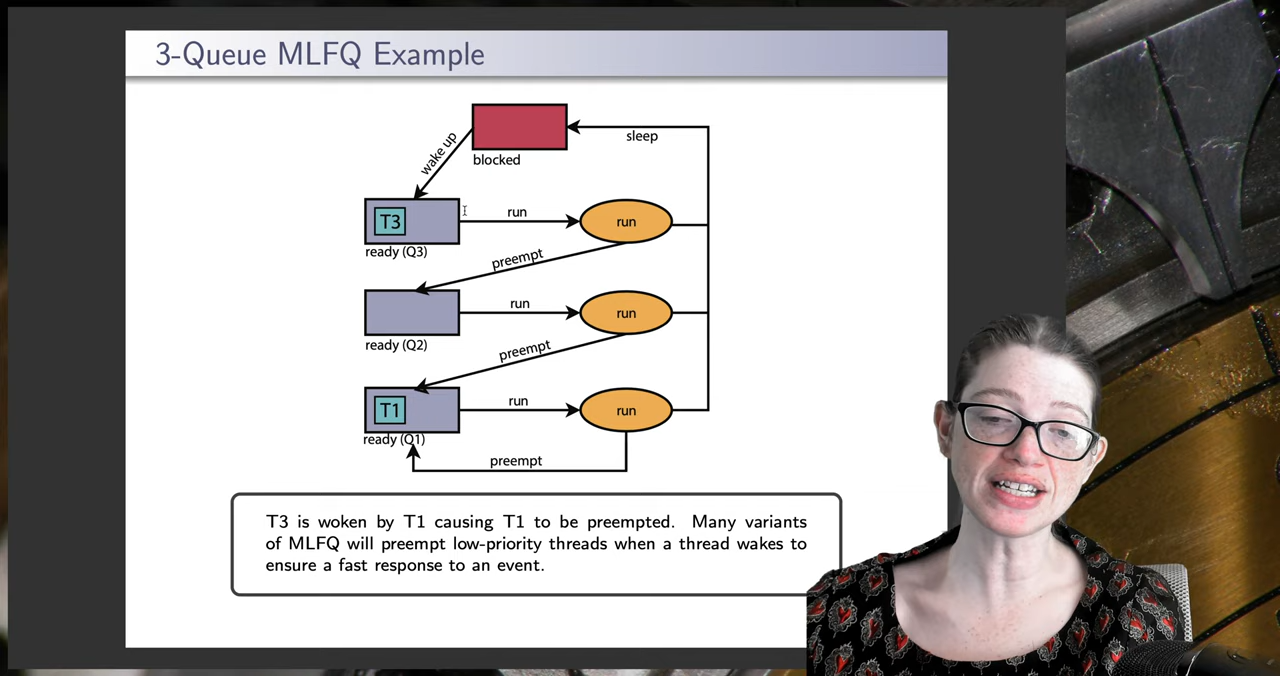 3-Queue MLFQ Example
sleep
wake up
blocked
T3
run
run
ready (Q3)
preempt
run
run
ready (Q2)
preempt
T1
run
run
ready (Q1)
preempt
T3 is woken by T1 causing T1 to be preempted. Many variants
of MLFQ will preempt low-priority threads when a thread wakes to
ensure a fast response to an event.